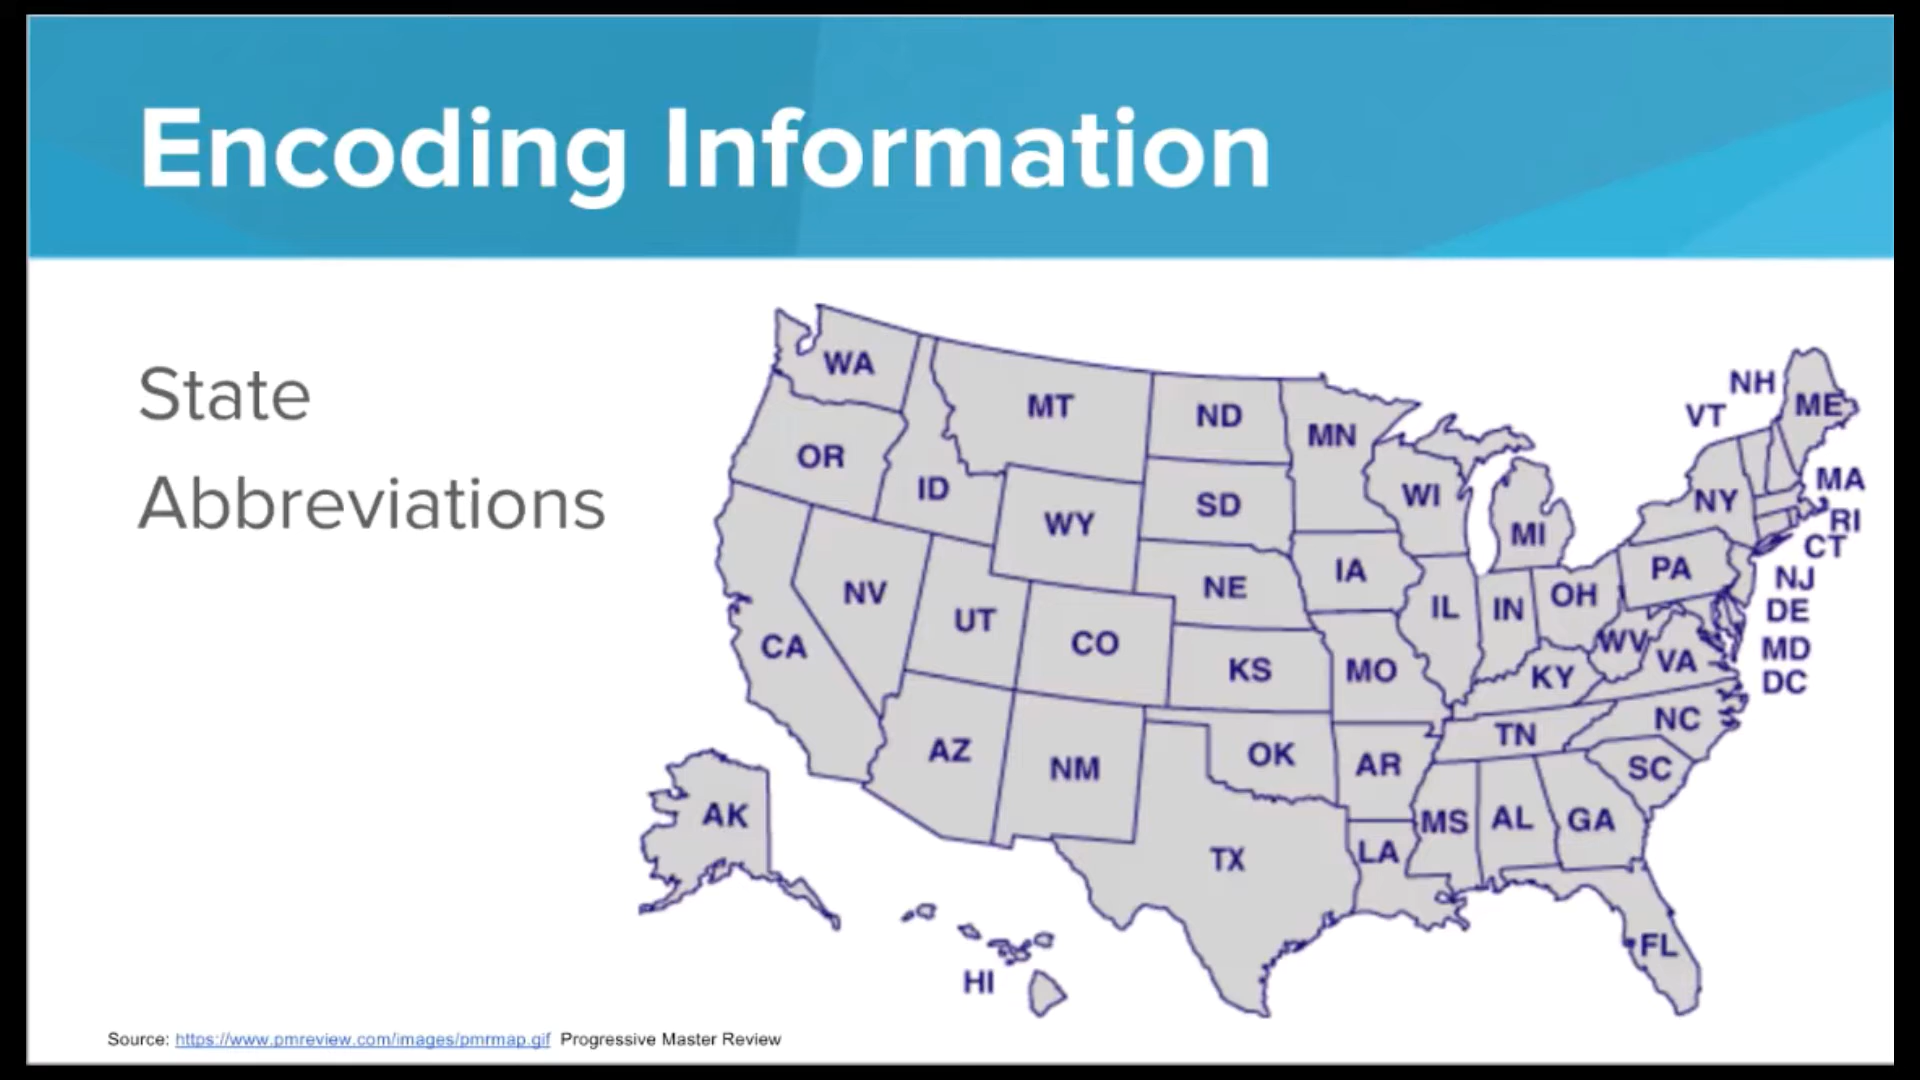 Encoding Information
State
Abbreviations
WA
MT
ND
MN
OR
ID
WY
SD
WI
MI
NH
VT
ME
NY
MA
RI
CT
NV
UT
CO
NE
IA
IL
IN
OH
PA
NJ
DE
MD
DC
CA
KS
MO
KY
WV
VA
AZ
NM
OK
AR
TN
NC
SC
AK
TX
LA
MS
AL
GA
HI
FL
Source: https://www.pmreview.com/images/pmrmap.gif Progressive Master Review